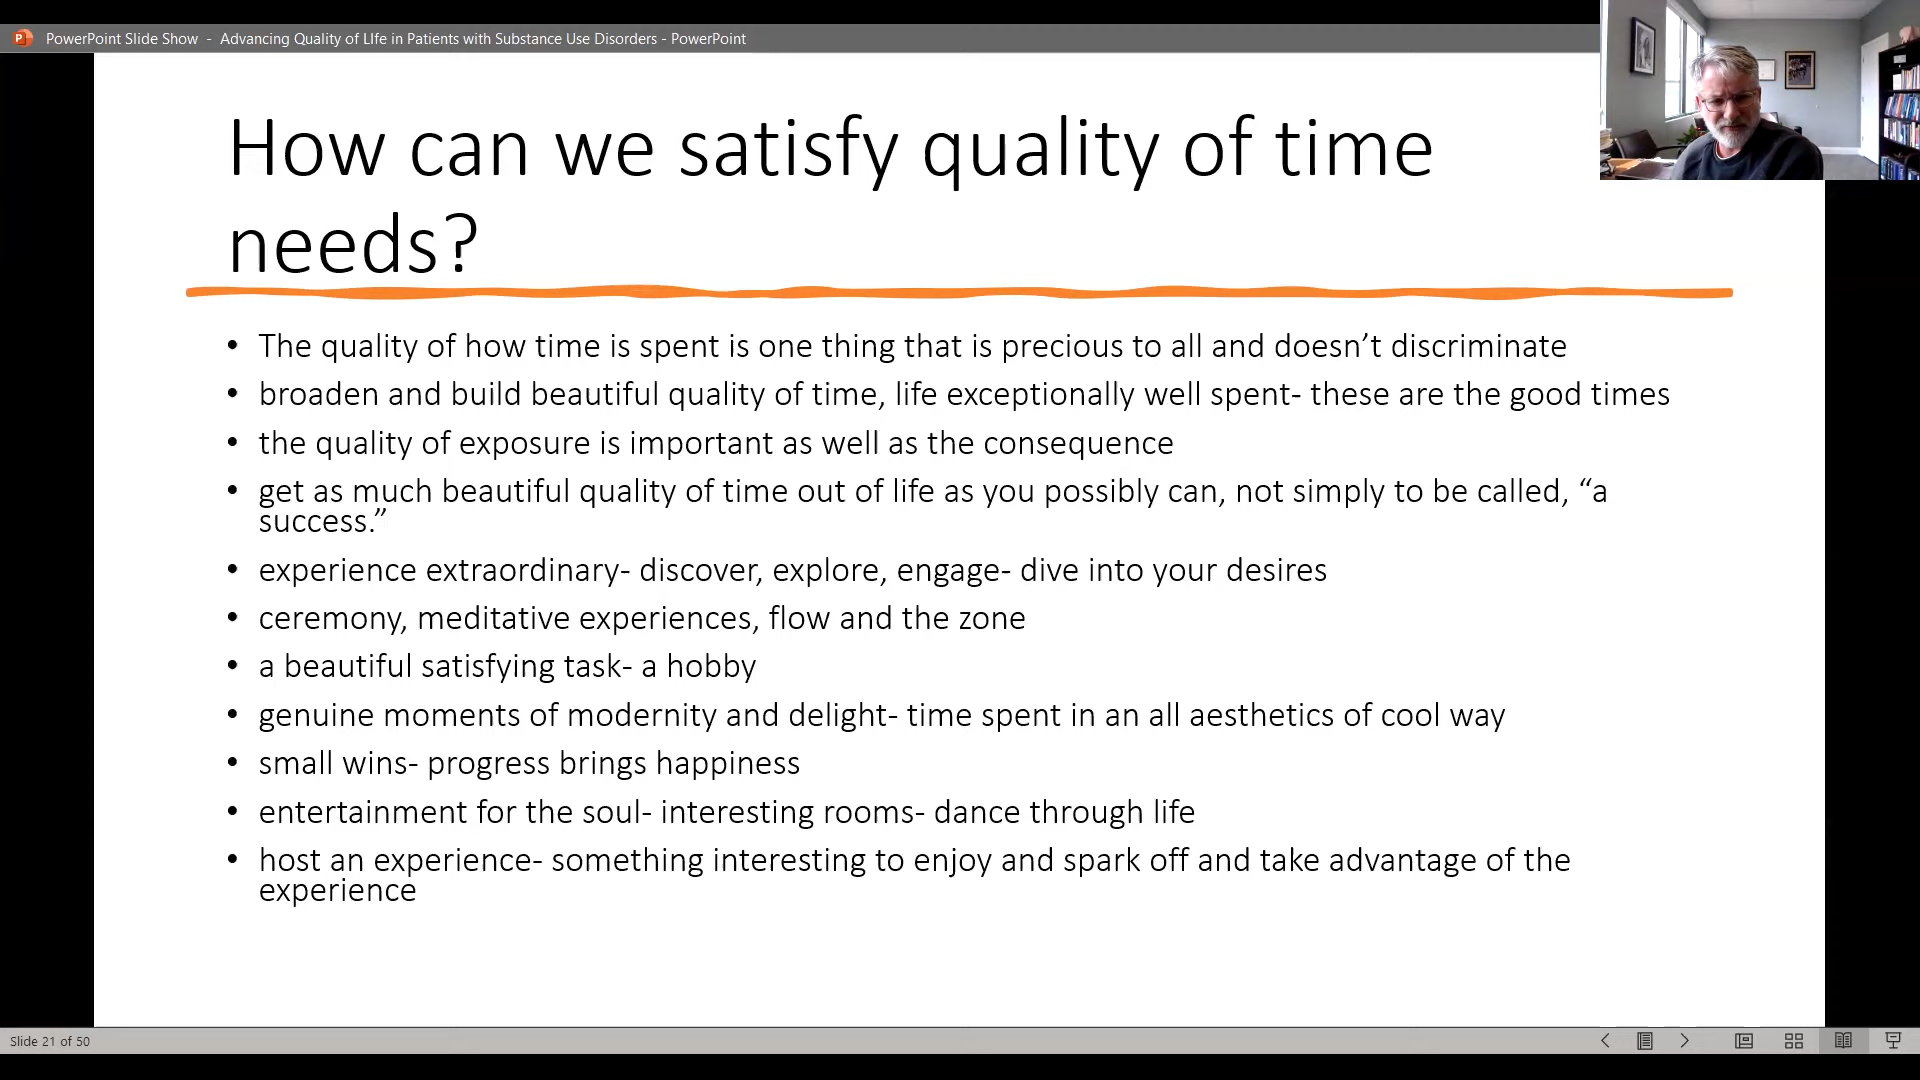 PowerPoint Slide Show - Advancing Quality of LIfe in Patients with Substance Use Disorders - PowerPoint
How can we satisfy quality of time
needs?
• The quality of how time is spent is one thing that is precious to all and doesn’t discriminate
• broaden and build beautiful quality of time, life exceptionally well spent- these are the good times
• the quality of exposure is important as well as the consequence
• get as much beautiful quality of time out of life as you possibly can, not simply to be called, “a
success.”
• experience extraordinary- discover, explore, engage- dive into your desires
• ceremony, meditative experiences, flow and the zone
• a beautiful satisfying task- a hobby
• genuine moments of modernity and delight- time spent in an all aesthetics of cool way
• small wins- progress brings happiness
• entertainment for the soul- interesting rooms- dance through life
• host an experience- something interesting to enjoy and spark off and take advantage of the
experience
Slide 21 of 50